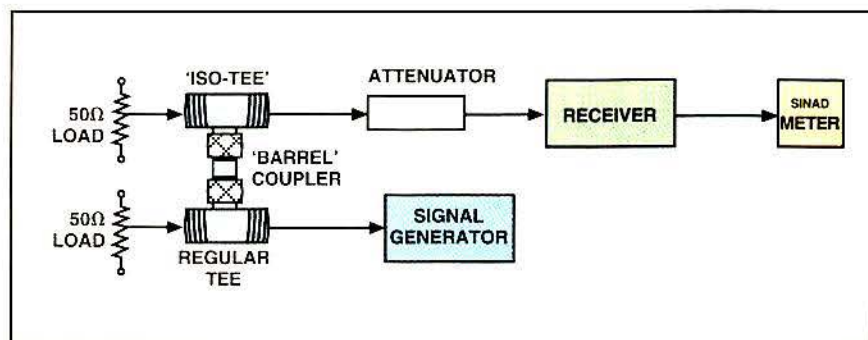 'ISO-TEE'
ATTENUATOR
50Ω
LOAD
RECEIVER
SINAD
METER
'BARREL'
COUPLER
50Ω
LOAD
SIGNAL
GENERATOR
REGULAR
TEE